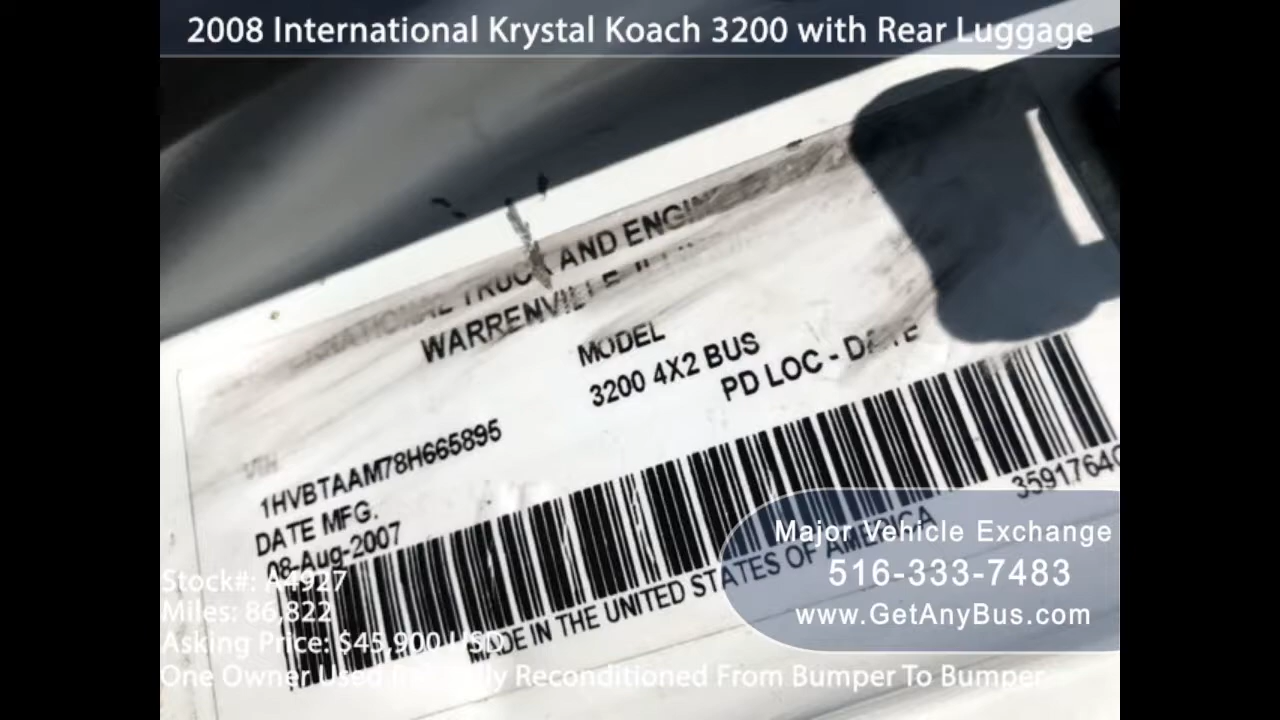 2008 International Krystal Koach 3200 with Rear Luggage
TRUCK AND ENGIN
WARRENVILLE
MODEL
3200 4X2 BUS
PD LOC - DATE
VIN
1HVBTAAM78H665895
DATE MFG.
08-Aug-2007
3591764C
MADE IN THE UNITED STATES OF AMERICA
Major Vehicle Exchange
516-333-7483
www.GetAnyBus.com
Stock#: A4927
Miles: 86,822
Asking Price: $45,900 USD
One Owner Used Reconditioned From Bumper To Bumper